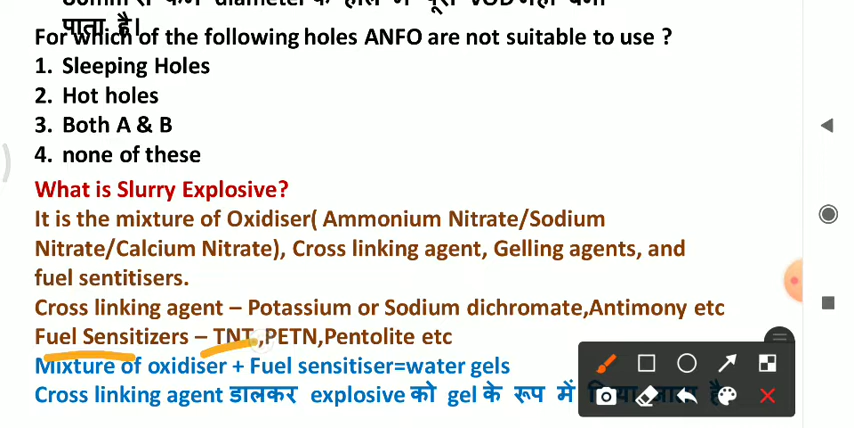 पाता है।
For which of the following holes ANFO are not suitable to use ?
1. Sleeping Holes
2. Hot holes
3. Both A & B
4. none of these
What is Slurry Explosive?
It is the mixture of Oxidiser( Ammonium Nitrate/Sodium
Nitrate/Calcium Nitrate), Cross linking agent, Gelling agents, and
fuel sentitisers.
Cross linking agent – Potassium or Sodium dichromate,Antimony etc
Fuel Sensitizers – TNT,PETN,Pentolite etc
Mixture of oxidiser + Fuel sensitiser=water gels
Cross linking agent डालकर explosive को gel के रूप में